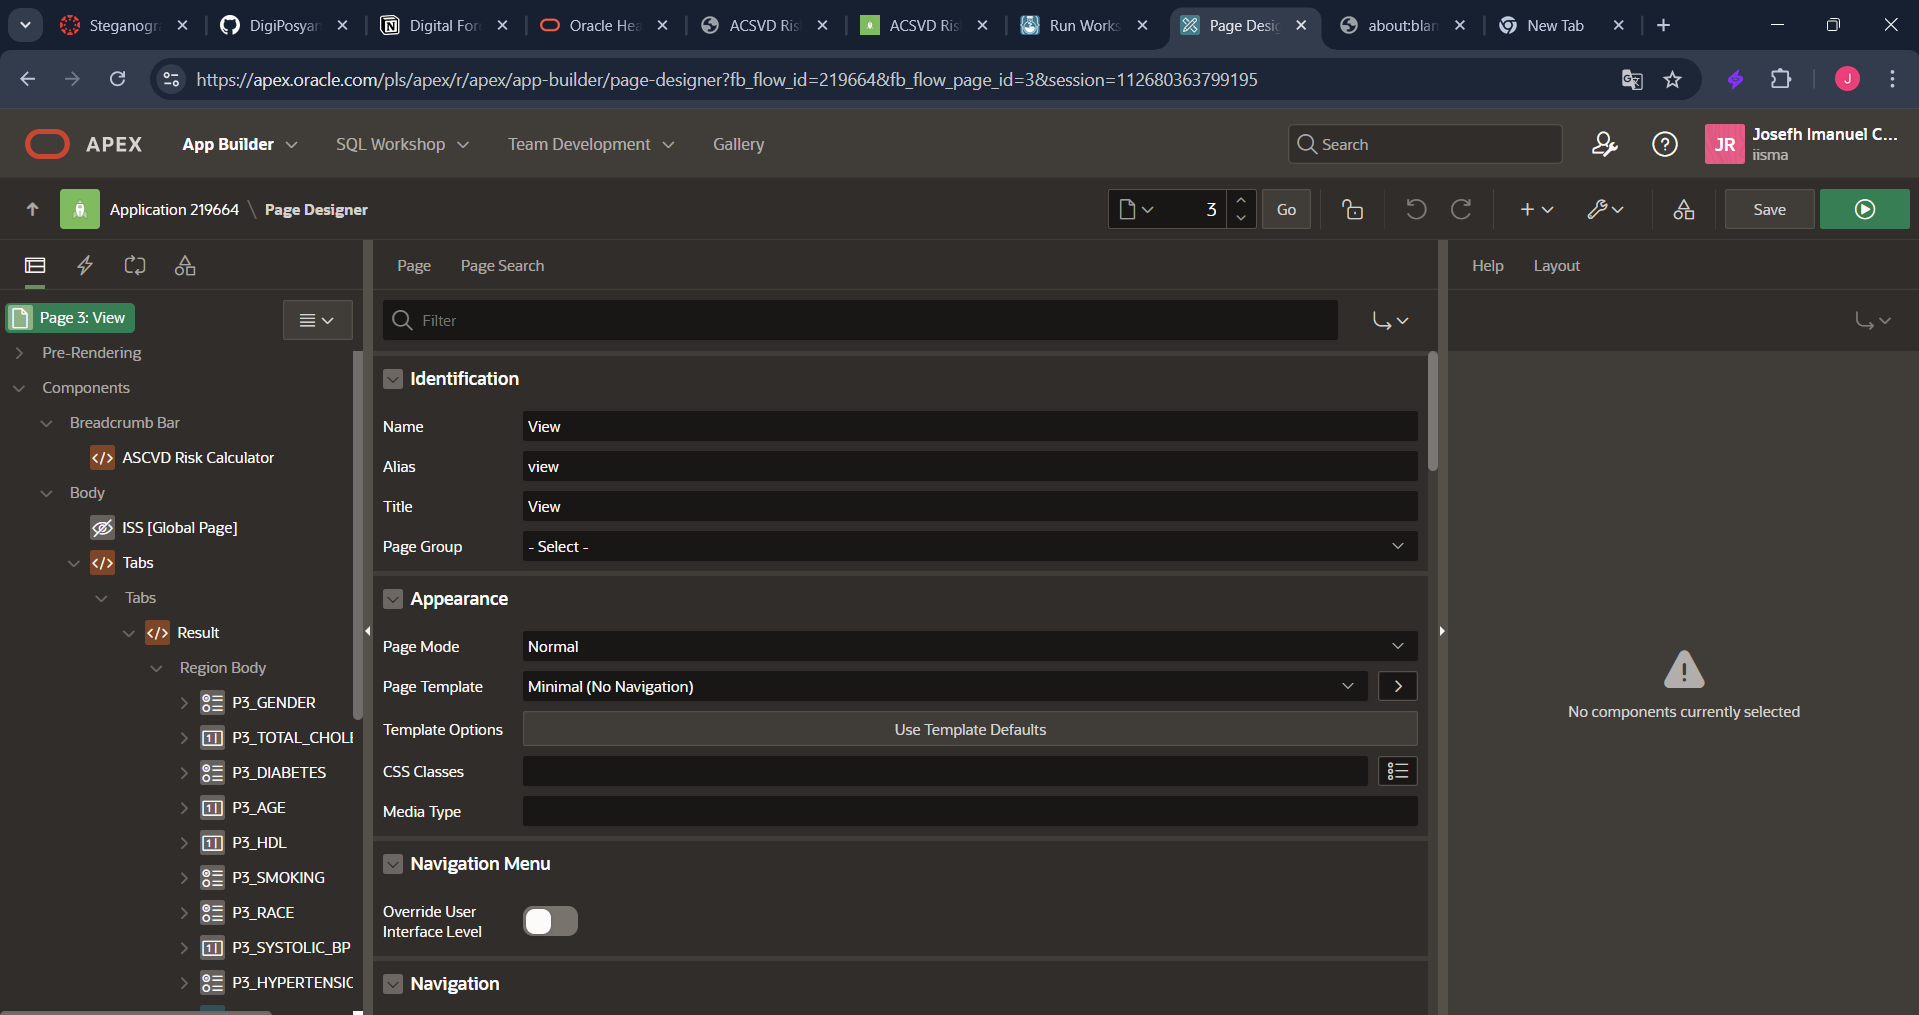 Steganogr
DigiPosyan
Digital For
Oracle Hea
ACSVD Ris
ACSVD Ris
Run Works
Page Desig
about:blan
New Tab
https://apex.oracle.com/pls/apex/r/apex/app-builder/page-designer?fb_flow_id=219664&fb_flow_page_id=3&session=112680363799195
J
APEX
App Builder
SQL Workshop
Team Development
Gallery
Search
JR
Josefh Imanuel C...
iisma
Application 219664 \ Page Designer
3
Go
Save
Page
Page Search
Help
Layout
Page 3: View
Filter
Pre-Rendering
Components
Breadcrumb Bar
ASCVD Risk Calculator
Body
ISS [Global Page]
Tabs
Tabs
Result
Region Body
P3_GENDER
P3_TOTAL_CHOLE
P3_DIABETES
P3_AGE
P3_HDL
P3_SMOKING
P3_RACE
P3_SYSTOLIC_BP
P3_HYPERTENSIO
Identification
Name
View
Alias
view
Title
View
Page Group
- Select -
Appearance
Page Mode
Normal
Page Template
Minimal (No Navigation)
Template Options
Use Template Defaults
CSS Classes
Media Type
Navigation Menu
Override User
Interface Level
Navigation
No components currently selected